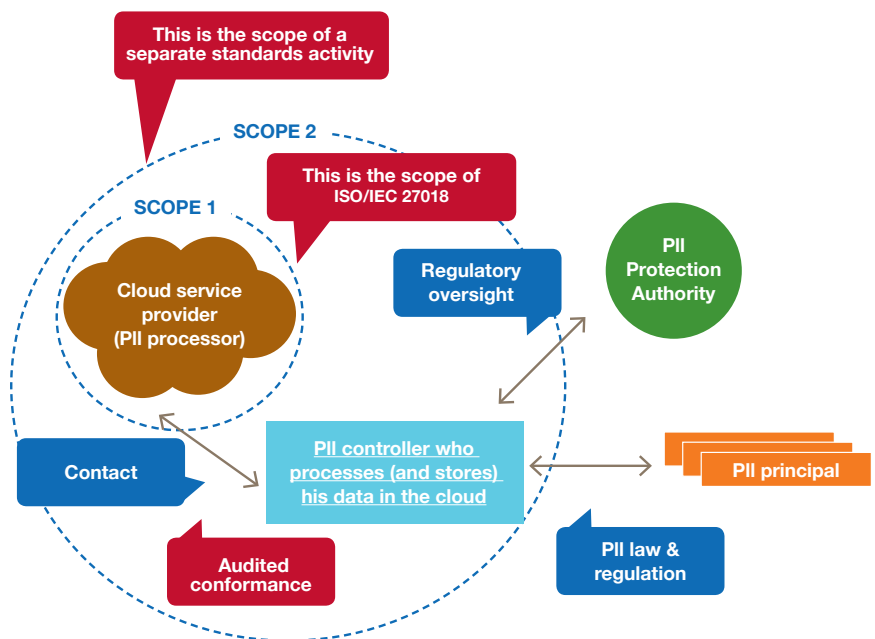 This is the scope of a
separate standards activity
SCOPE 2
This is the scope of
ISO/IEC 27018
SCOPE 1
Cloud service
provider
(PII processor)
Regulatory
oversight
PII
Protection
Authority
Contact
PII controller who
processes (and stores)
his data in the cloud
PII principal
Audited
conformance
PII law &
regulation